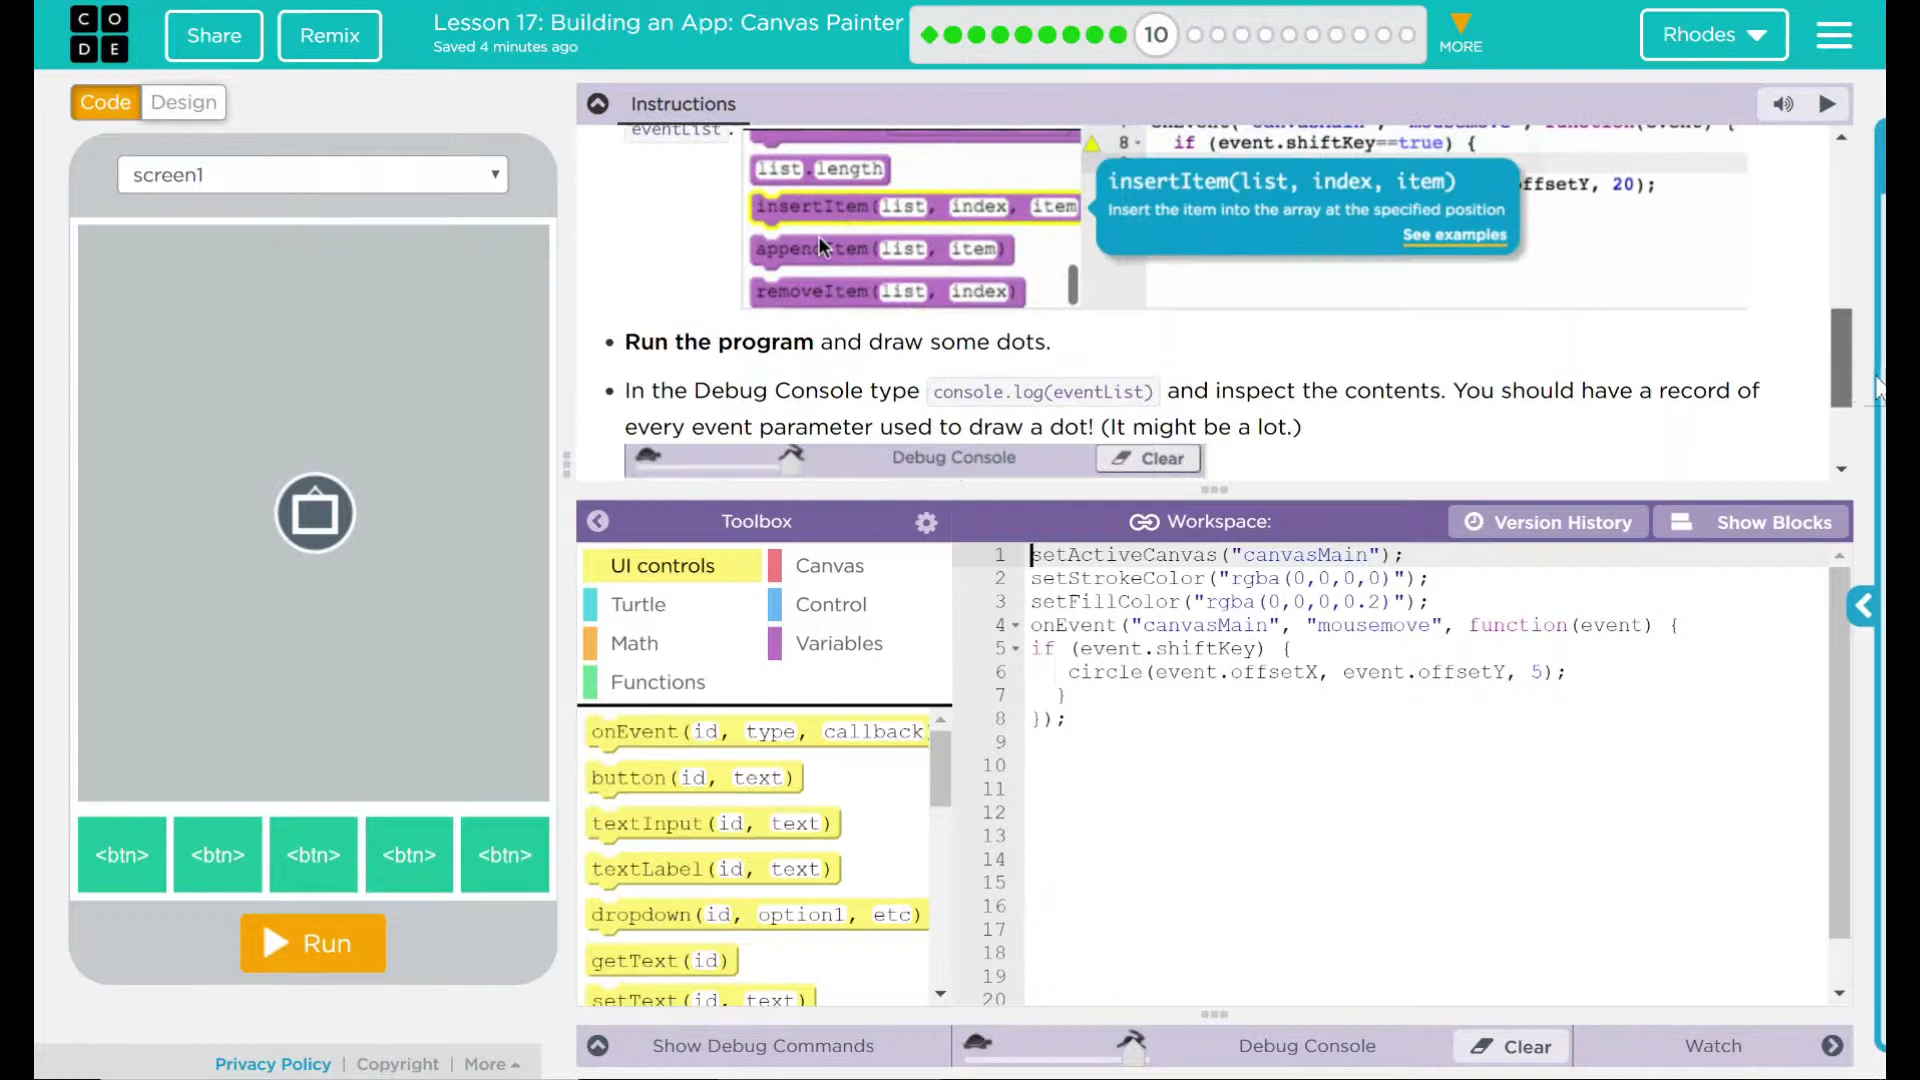 C O
D E
Share
Remix
Lesson 17: Building an App: Canvas Painter
Saved 4 minutes ago
10
MORE
Rhodes
Code
Design
Instructions
screen1
eventList .
list.length
insertItem(list, index, item
appendItem(list, item)
removeItem(list, index)
8
if (event.shiftKey==true) {
insertItem(list, index, item)
Insert the item into the array at the specified position
See examples
ffsetY, 20);
• Run the program and draw some dots.
• In the Debug Console type console.log(eventList) and inspect the contents. You should have a record of
every event parameter used to draw a dot! (It might be a lot.)
Debug Console
Clear
Toolbox
Workspace:
Version History
Show Blocks
UI controls
Canvas
Turtle
Control
Math
Variables
Functions
onEvent(id, type, callback)
button(id, text)
textInput(id, text)
textLabel(id, text)
dropdown(id, option1, etc)
getText(id)
setText(id, text)
1 setActiveCanvas("canvasMain");
2 setStrokeColor("rgba(0,0,0,0)");
3 setFillColor("rgba(0,0,0,0.2)");
4 onEvent("canvasMain", "mousemove", function(event) {
5 if (event.shiftKey) {
6 circle(event.offsetX, event.offsetY, 5);
7 }
8 });
9
10
11
12
13
14
15
16
17
18
19
20
<btn>
<btn>
<btn>
<btn>
<btn>
Run
Show Debug Commands
Debug Console
Clear
Watch
Privacy Policy | Copyright | More